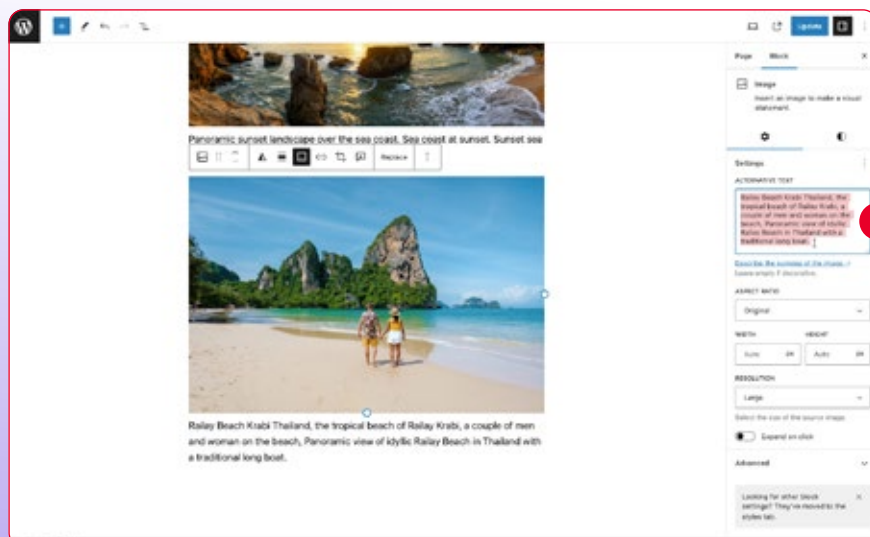 Update
Page Block
Image
Insert an image to make a visual
statement.
Panoramic sunset landscape over the sea coast. Sea coast at sunset. Sunset sea
Replace
Settings
ALTERNATIVE TEXT
Railay Beach Krabi Thailand, the
tropical beach of Railay Krabi, a
couple of men and woman on the
beach, Panoramic view of idyllic
Railay Beach in Thailand with a
traditional long boat.
Describe the purpose of the image.
Leave empty if decorative.
ASPECT RATIO
Original
WIDTH HEIGHT
Auto PX Auto PX
RESOLUTION
Large
Select the size of the source image.
Expand on click
Advanced
Looking for other block
settings? They've moved to the
styles tab.
Railay Beach Krabi Thailand, the tropical beach of Railay Krabi, a couple of men
and woman on the beach, Panoramic view of idyllic Railay Beach in Thailand with
a traditional long boat.